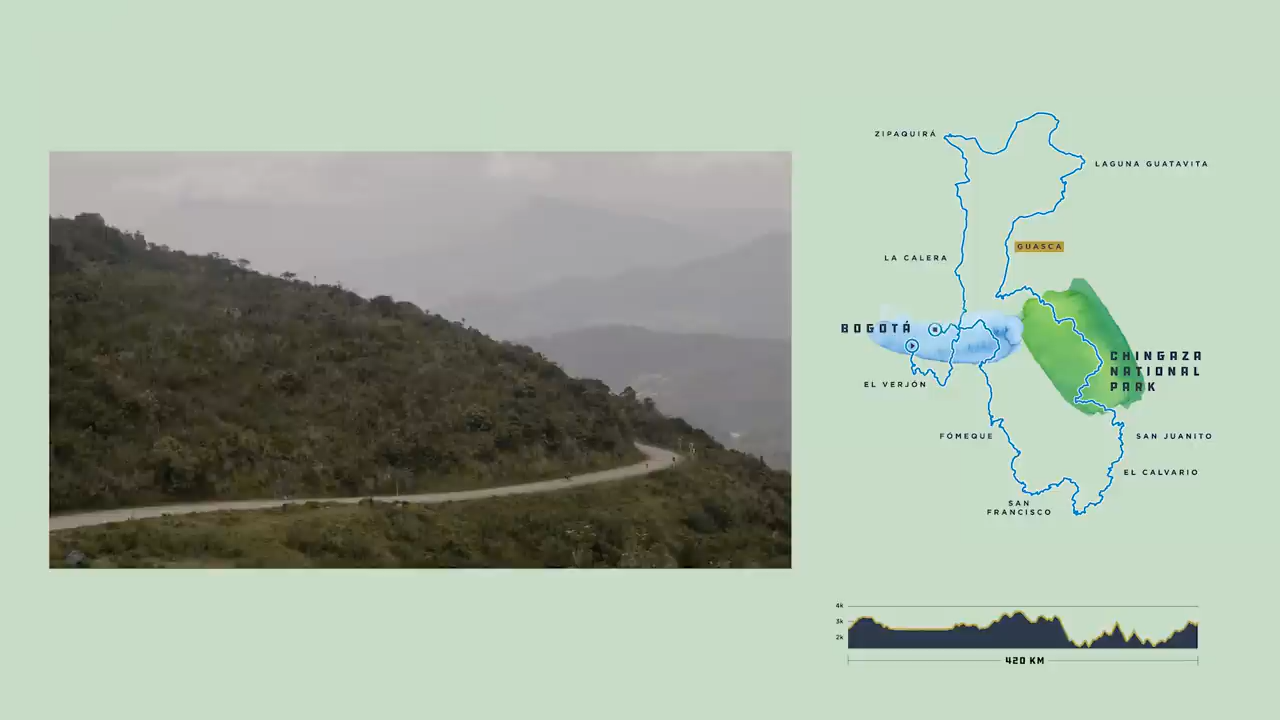 ZIPAQUIRÁ
LAGUNA GUATAVITA
GUASCA
LA CALERA
BOGOTÁ
CHINGAZA
NATIONAL
PARK
EL VERJÓN
FÓMEQUE
SAN JUANITO
EL CALVARIO
SAN
FRANCISCO
4k
3k
2k
420 KM